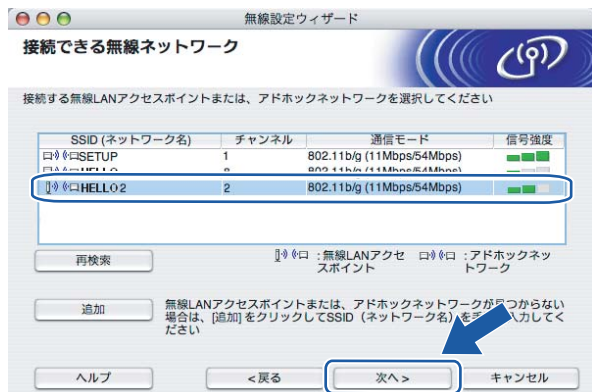 無線設定ウィザード
接続できる無線ネットワーク
接続する無線LANアクセスポイントまたは、アドホックネットワークを選択してください
SSID (ネットワーク名) チャンネル 通信モード 信号強度
SETUP 1 802.11b/g (11Mbps/54Mbps)
802.11b/g (11Mbps/54Mbps)
HELLO2 2 802.11b/g (11Mbps/54Mbps)
再検索
:無線LANアクセスポイント
:アドホックネットワーク
追加
無線LANアクセスポイントまたは、アドホックネットワークが見つからない
場合は、[追加] をクリックしてSSID（ネットワーク名）を 入力してく
ださい
ヘルプ <戻る 次へ > キャンセル